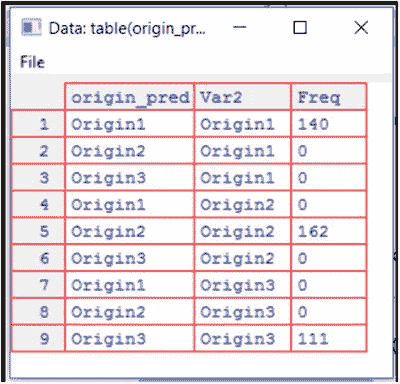 Data: table(origin_pr...
File
origin_pred Var2 Freq
1 Origin1 Origin1 140
2 Origin2 Origin1 0
3 Origin3 Origin1 0
4 Origin1 Origin2 0
5 Origin2 Origin2 162
6 Origin3 Origin2 0
7 Origin1 Origin3 0
8 Origin2 Origin3 0
9 Origin3 Origin3 111